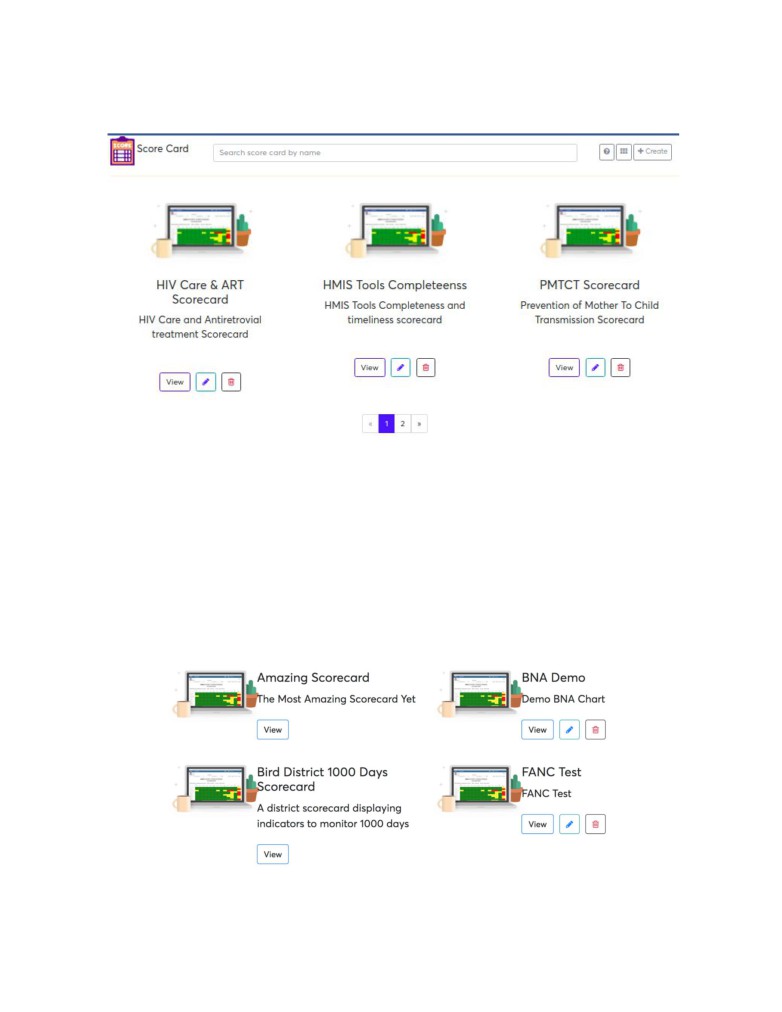 SCORE
Score Card
Search score card by name
Create
HIV Care & ART
Scorecard
HIV Care and Antiretrovial
treatment Scorecard
View
HMIS Tools Completeenss
HMIS Tools Completeness and
timeliness scorecard
View
PMTCT Scorecard
Prevention of Mother To Child
Transmission Scorecard
View
« 1 2 »
Amazing Scorecard
The Most Amazing Scorecard Yet
View
BNA Demo
Demo BNA Chart
View
Bird District 1000 Days
Scorecard
A district scorecard displaying
indicators to monitor 1000 days
View
FANC Test
FANC Test
View